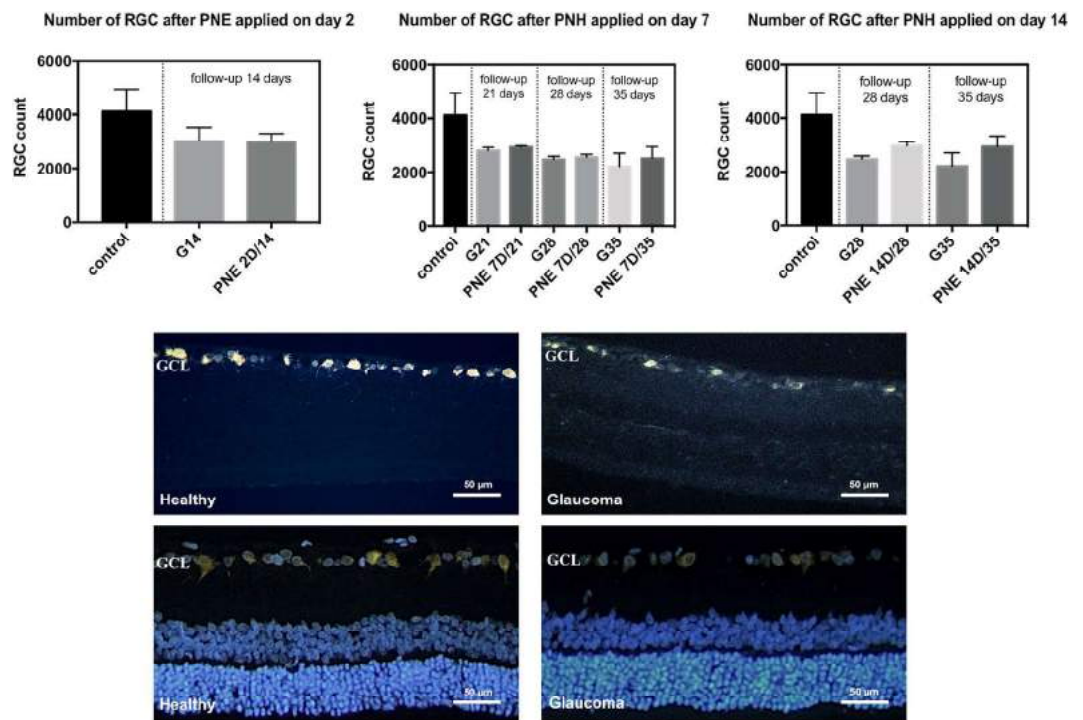 Number of RGC after PNE applied on day 2
6000
4000
2000
0
RGC count
follow-up 14 days
control
G14
PNE 2D/14
Number of RGC after PNH applied on day 7
6000
4000
2000
0
RGC count
follow-up
21 days
follow-up
28 days
follow-up
35 days
control
G21
PNE 7D/21
G28
PNE 7D/28
G35
PNE 7D/35
Number of RGC after PNH applied on day 14
6000
4000
2000
0
RGC count
follow-up
28 days
follow-up
35 days
control
G28
PNE 14D/28
G35
PNE 14D/35
GCL
Healthy
50 µm
GCL
Glaucoma
50 µm
GCL
Healthy
50 µm
GCL
Glaucoma
50 µm